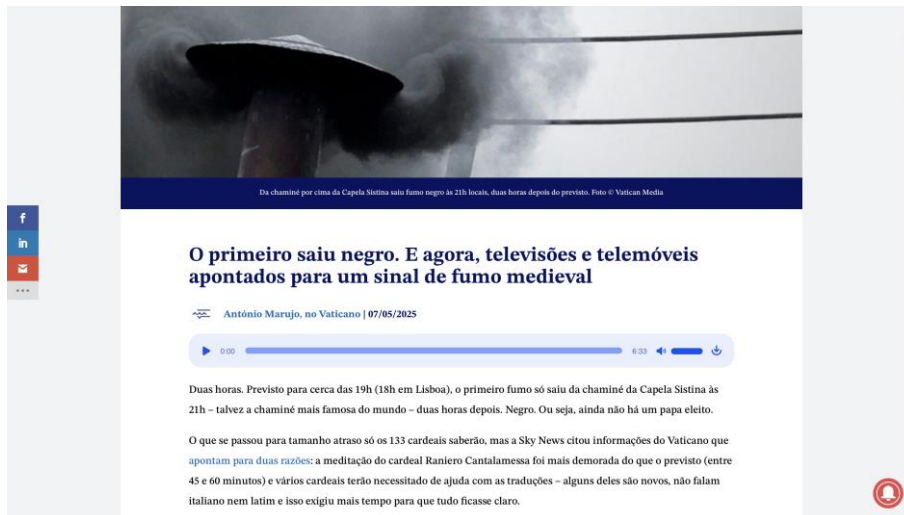 Da chaminé por cima da Capela Sistina saiu fumo negro às 21h locais, duas horas depois do previsto. Foto © Vatican Media
f
in
O primeiro saiu negro. E agora, televisões e telemóveis
apontados para um sinal de fumo medieval
António Marujo, no Vaticano | 07/05/2025
0:00 6:33
Duas horas. Previsto para cerca das 19h (18h em Lisboa), o primeiro fumo só saiu da chaminé da Capela Sistina às
21h – talvez a chaminé mais famosa do mundo – duas horas depois. Negro. Ou seja, ainda não há um papa eleito.
O que se passou para tamanho atraso só os 133 cardeais saberão, mas a Sky News citou informações do Vaticano que
apontam para duas razões: a meditação do cardeal Raniero Cantalamessa foi mais demorada do que o previsto (entre
45 e 60 minutos) e vários cardeais terão necessitado de ajuda com as traduções – alguns deles são novos, não falam
italiano nem latim e isso exigiu mais tempo para que tudo ficasse claro.